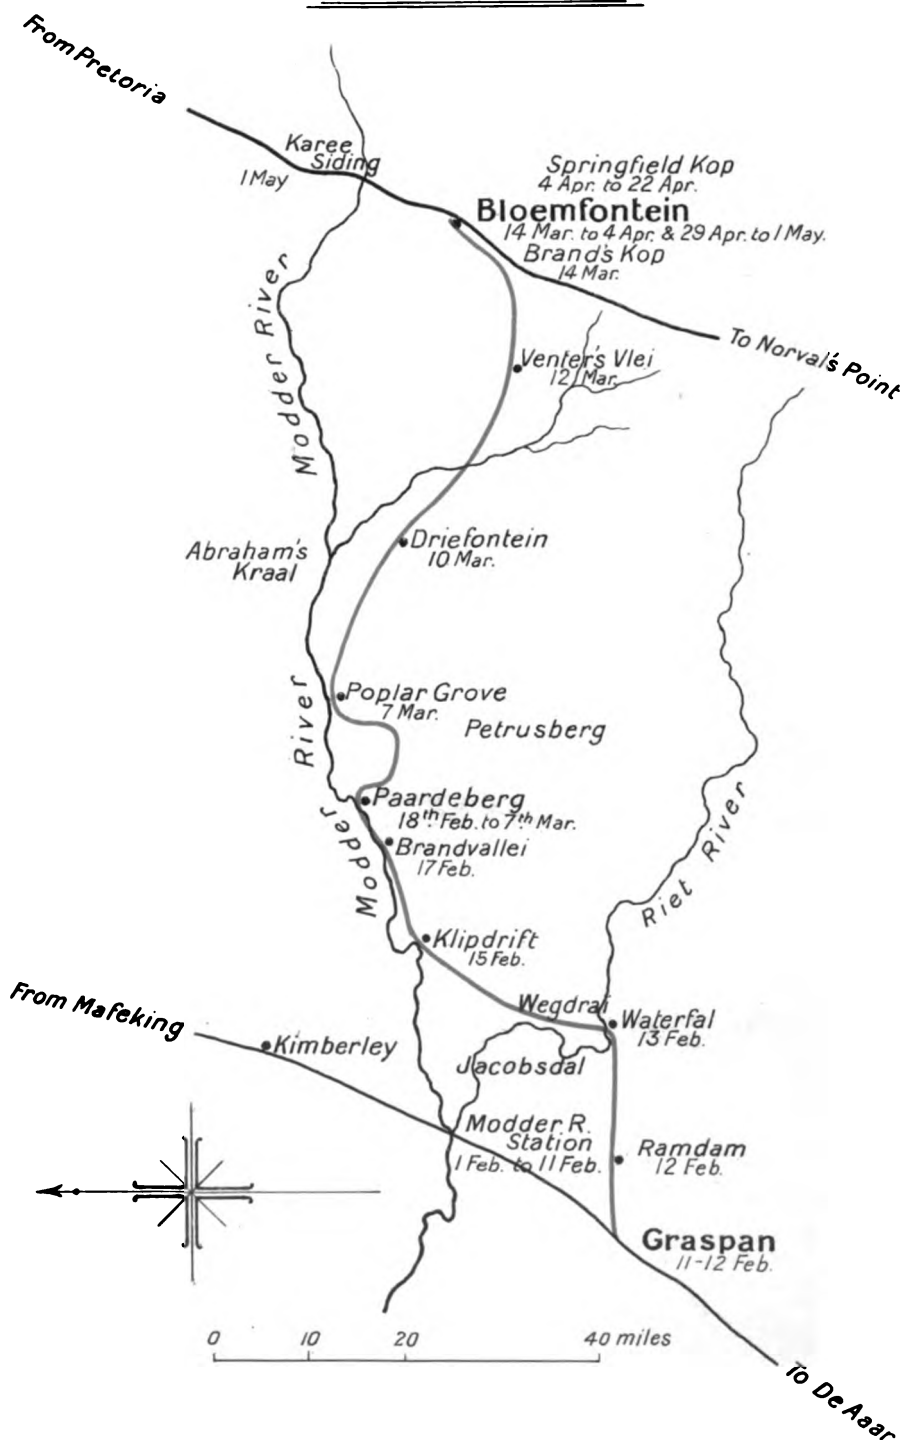 From Pretoria
Karee
Siding
1 May
Springfield Kop
4 Apr. to 22 Apr.
Bloemfontein
14 Mar. to 4 Apr. & 29 Apr. to 1 May.
Brand's Kop
14 Mar.
To Norval's Point
Modder River
Venter's Vlei
12 Mar.
Abraham's
Kraal
Driefontein
10 Mar.
Poplar Grove
7 Mar.
Petrusberg
River
Modder
Paardeberg
18th Feb. to 7th Mar.
Brandvallei
17 Feb.
Riet River
Klipdrift
15 Feb.
Wegdrai
Waterfal
13 Feb.
From Mafeking
Kimberley
Jacobsdal
Modder R.
Station
1 Feb. to 11 Feb.
Ramdam
12 Feb.
Graspan
11-12 Feb.
0 10 20 40 miles
To De Aaar